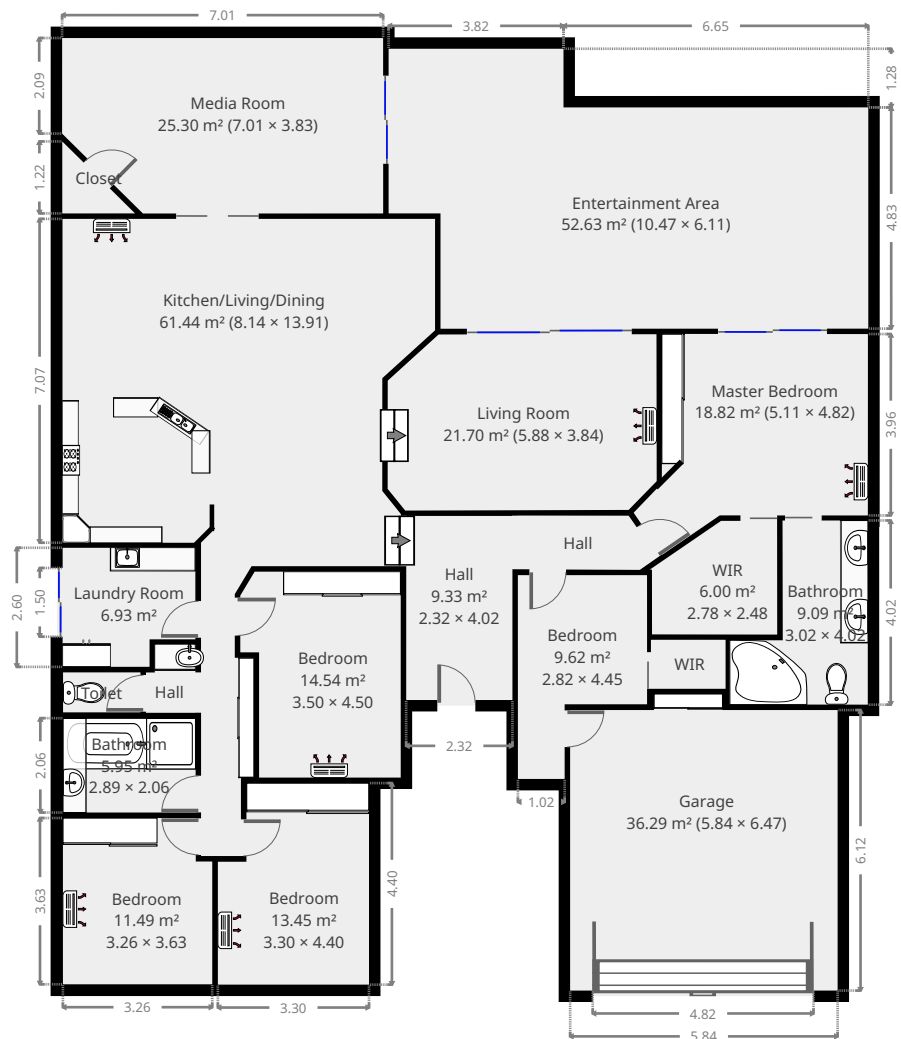 7.01
3.82
6.65
2.09
1.28
Media Room
25.30 m² (7.01 × 3.83)
1.22
Closet
Entertainment Area
52.63 m² (10.47 × 6.11)
4.83
Kitchen/Living/Dining
61.44 m² (8.14 × 13.91)
7.07
Living Room
21.70 m² (5.88 × 3.84)
Master Bedroom
18.82 m² (5.11 × 4.82)
3.96
Hall
Hall
9.33 m²
2.32 × 4.02
WIR
6.00 m²
2.78 × 2.48
Bathroom
9.09 m²
3.02 × 4.02
4.02
2.60
1.50
Laundry Room
6.93 m²
Bedroom
14.54 m²
3.50 × 4.50
Bedroom
9.62 m²
2.82 × 4.45
WIR
Toilet
Hall
2.06
Bathroom
5.95 m²
2.89 × 2.06
2.32
1.02
Garage
36.29 m² (5.84 × 6.47)
6.12
3.63
Bedroom
11.49 m²
3.26 × 3.63
Bedroom
13.45 m²
3.30 × 4.40
4.40
3.26
3.30
4.82
5.84